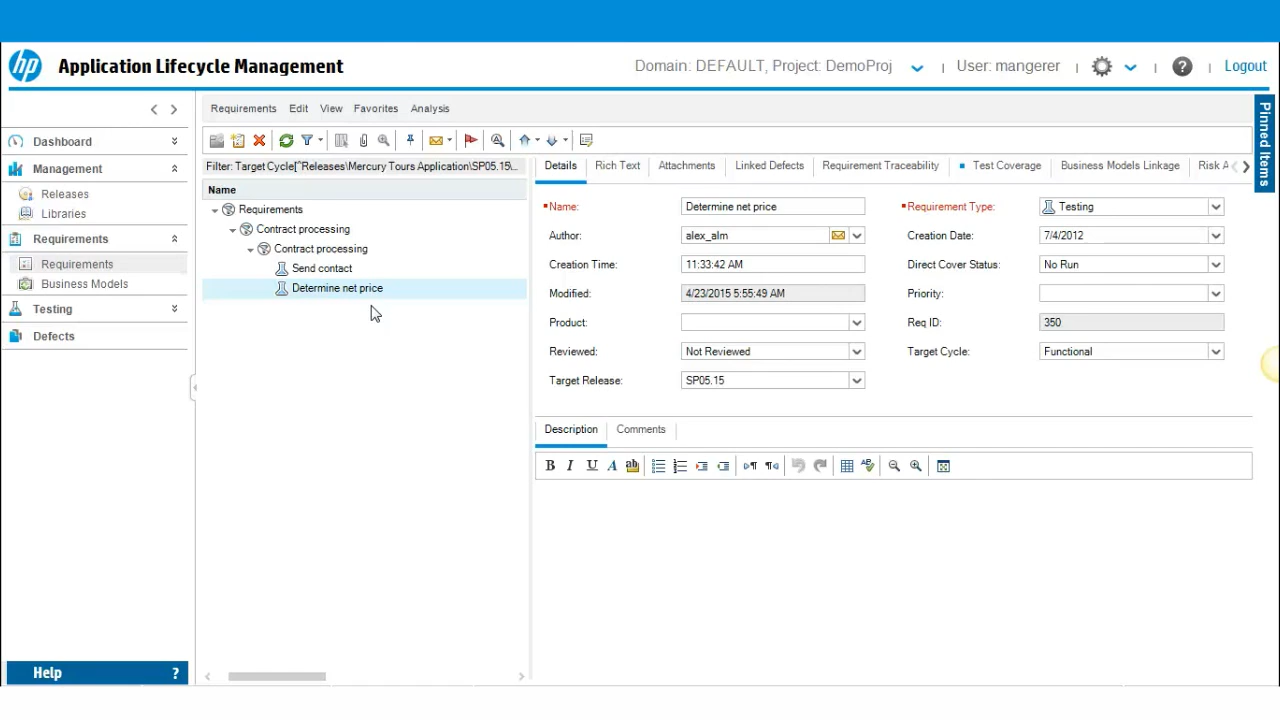 hp Application Lifecycle Management
Domain: DEFAULT, Project: DemoProj | User: mangerer | ? | Logout
Pinned Items
Dashboard
Management
Releases
Libraries
Requirements
Requirements
Business Models
Testing
Defects
Help ?
Requirements Edit View Favorites Analysis
Filter: Target Cycle[^Releases\Mercury Tours Application\SP05.15\...
Name
Requirements
Contract processing
Contract processing
Send contact
Determine net price
Details Rich Text Attachments Linked Defects Requirement Traceability Test Coverage Business Models Linkage Risk A
Name: Determine net price Requirement Type: Testing
Author: alex_alm Creation Date: 7/4/2012
Creation Time: 11:33:42 AM Direct Cover Status: No Run
Modified: 4/23/2015 5:55:49 AM Priority:
Product: Req ID: 350
Reviewed: Not Reviewed Target Cycle: Functional
Target Release: SP05.15
Description Comments
B I U A ab